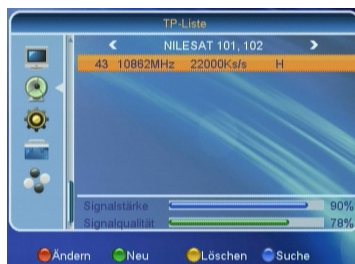 TP-Liste
NILESAT 101, 102
43 10862MHz 22000Ks/s H
Signalstärke 90%
Signalqualität 78%
Ändern Neu Löschen Suche